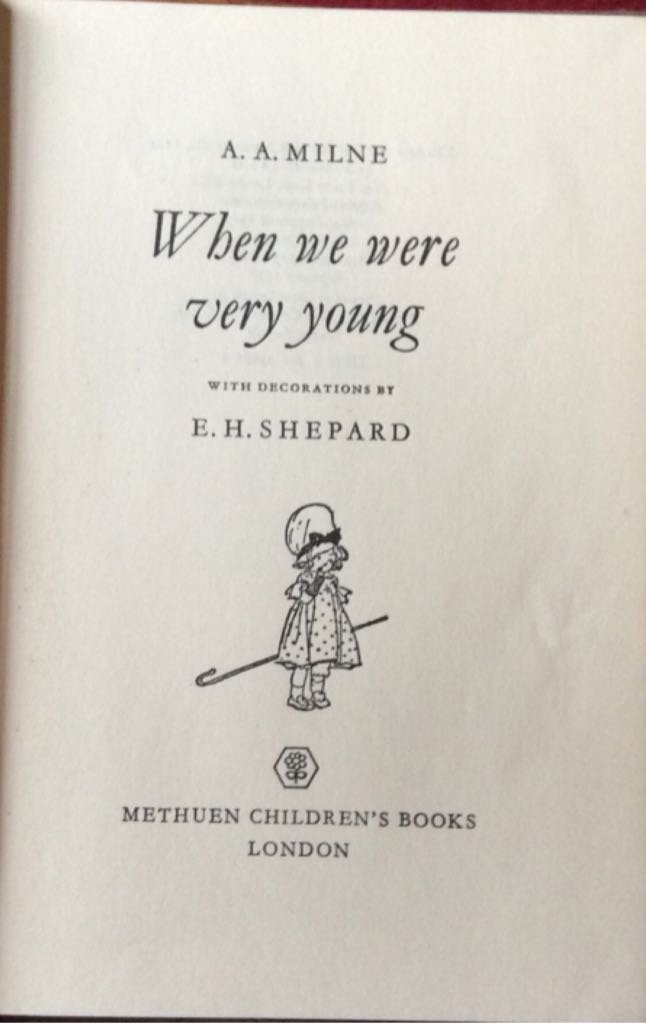 A. A. MILNE
When we were
very young
WITH DECORATIONS BY
E. H. SHEPARD
METHUEN CHILDREN'S BOOKS
LONDON